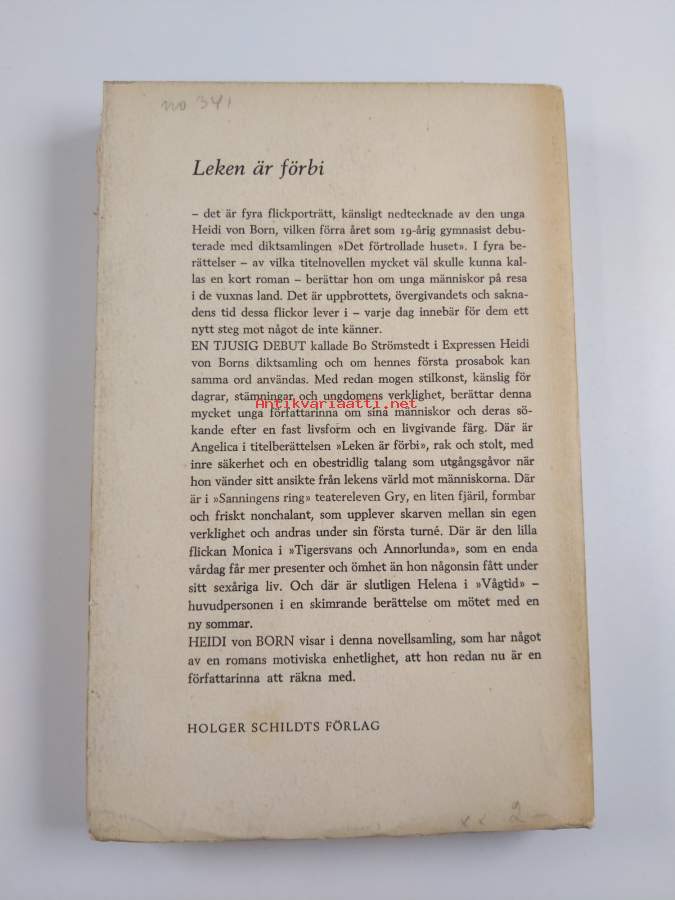 no 341
Leken är förbi
– det är fyra flickporträtt, känsligt nedtecknade av den unga
Heidi von Born, vilken förra året som 19-årig gymnasist debu-
terade med diktsamlingen »Det förtrollade huset». I fyra be-
rättelser – av vilka titelnovellen mycket väl skulle kunna kal-
las en kort roman – berättar hon om unga människor på resa
i de vuxnas land. Det är uppbrottets, övergivandets och sakna-
dens tid dessa flickor lever i – varje dag innebär för dem ett
nytt steg mot något de inte känner.
EN TJUSIG DEBUT kallade Bo Strömstedt i Expressen Heidi
von Borns diktsamling och om hennes första prosabok kan
samma ord användas. Med redan mogen stilkonst, känslig för
dagrar, stämningar och ungdomens verklighet, berättar denna
Antikvariaatti.net
mycket unga författarinna om sina människor och deras sö-
kande efter en fast livsform och en livgivande färg. Där är
Angelica i titelberättelsen »Leken är förbi», rak och stolt, med
inre säkerhet och en obestridlig talang som utgångsgåvor när
hon vänder sitt ansikte från lekens värld mot människorna. Där
är i »Sanningens ring» teatereleven Gry, en liten fjäril, formbar
och friskt nonchalant, som upplever skarven mellan sin egen
verklighet och andras under sin första turné. Där är den lilla
flickan Monica i »Tigersvans och Annorlunda», som en enda
vårdag får mer presenter och ömhet än hon någonsin fått under
sitt sexåriga liv. Och där är slutligen Helena i »Vågtid» –
huvudpersonen i en skimrande berättelse om mötet med en
ny sommar.
HEIDI von BORN visar i denna novellsamling, som har något
av en romans motiviska enhetlighet, att hon redan nu är en
författarinna att räkna med.
HOLGER SCHILDTS FÖRLAG
xx 2–